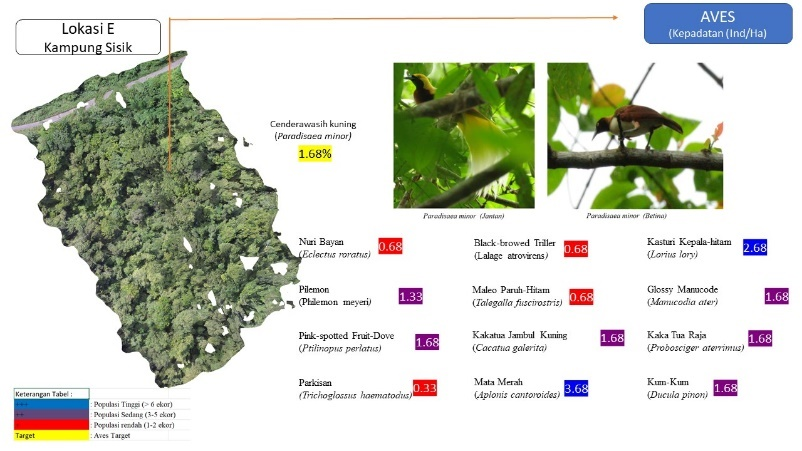 Lokasi E
Kampung Sisik
AVES
(Kepadatan (Ind/Ha)
Cenderawasih kuning
(Paradisaea minor)
1.68%
Paradisaea minor (Jantan)
Paradisaea minor (Betina)
Nuri Bayan
(Eclectus roratus)
0.68
Black-browed Triller
(Lalage atrovirens)
0.68
Kasturi Kepala-hitam
(Lorius lory)
2.68
Pilemon
(Philemon meyeri)
1.33
Maleo Paruh-Hitam
(Talegalla fuscirostris)
0.68
Glossy Manucode
(Manucodia ater)
1.68
Pink-spotted Fruit-Dove
(Ptilinopus perlatus)
1.68
Kakatua Jambul Kuning
(Cacatua galerita)
1.68
Kaka Tua Raja
(Probosciger aterrimus)
1.68
Parkisan
(Trichoglossus haematodus)
0.33
Mata Merah
(Aplonis cantoroides)
3.68
Kum-Kum
(Ducula pinon)
1.68
Keterangan Tabel :
+++ : Populasi Tinggi (> 6 ekor)
++ : Populasi Sedang (3-5 ekor)
: Populasi rendah (1-2 ekor)
Target : Aves Target